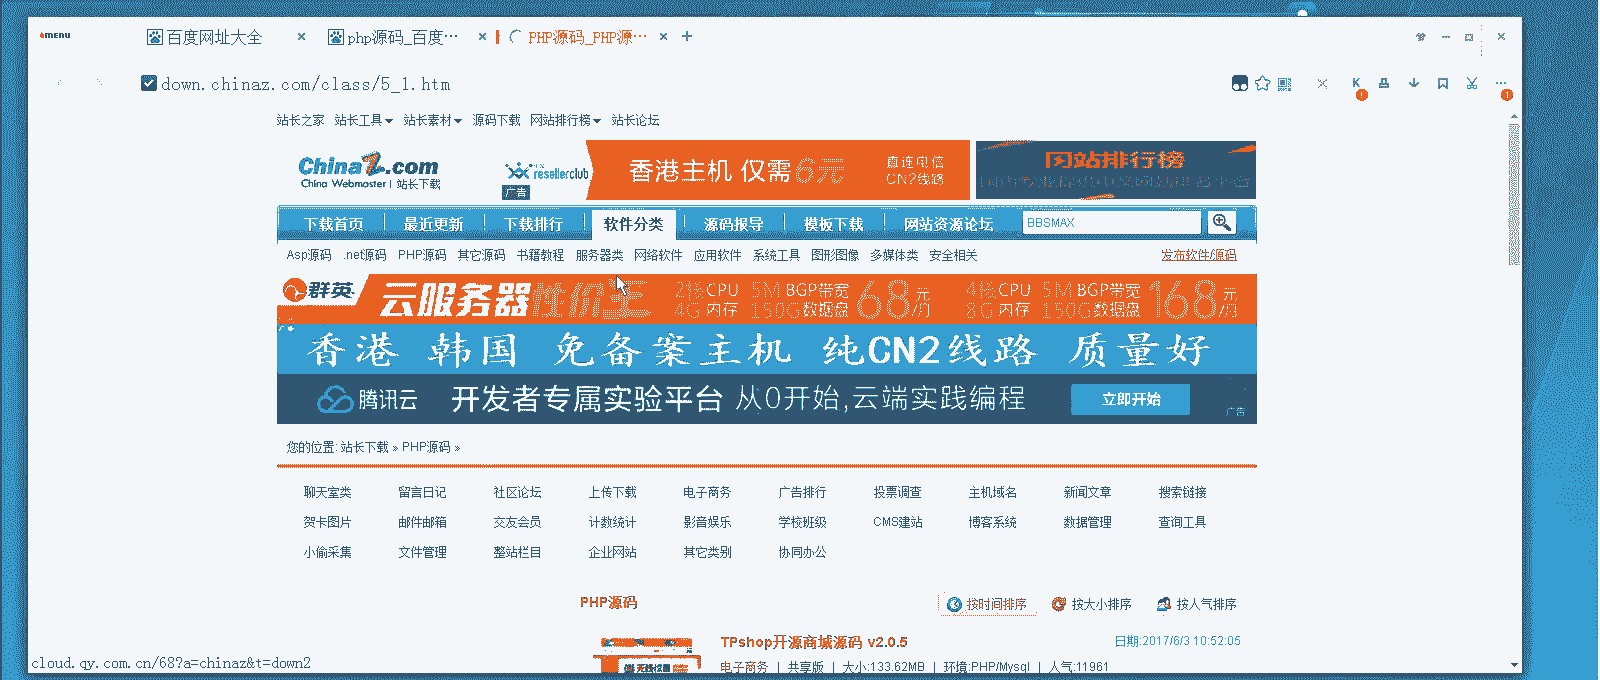 MENU
百度网址大全
php源码_百度…
PHP源码_PHP源…
down.chinaz.com/class/5_1.htm
站长之家 站长工具 站长素材 源码下载 网站排行榜 站长论坛
ChinaZ.com
China Webmaster | 站长下载
resellerclub
广告
香港主机 仅需6元
直连电信
CN2线路
网站排行榜
下载首页 最近更新 下载排行 软件分类 源码报导 模板下载 网站资源论坛 BBSMAX
Asp源码 .net源码 PHP源码 其它源码 书籍教程 服务器类 网络软件 应用软件 系统工具 图形图像 多媒体类 安全相关 发布软件/源码
群英 云服务器性价 王
2核CPU 5M BGP带宽 68元/月 4核CPU 5M BGP带宽 168元/月
4G 内存 150G数据盘 8G 内存 150G数据盘
香港 韩国 免备案主机 纯CN2线路 质量好
腾讯云 开发者专属实验平台 从0开始,云端实践编程 立即开始
广告
您的位置: 站长下载 » PHP源码 »
聊天室类 留言日记 社区论坛 上传下载 电子商务 广告排行 投票调查 主机域名 新闻文章 搜索链接
贺卡图片 邮件邮箱 交友会员 计数统计 影音娱乐 学校班级 CMS建站 博客系统 数据管理 查询工具
小偷采集 文件管理 整站栏目 企业网站 其它类别 协同办公
PHP源码 按时间排序 按大小排序 按人气排序
TPshop开源商城源码 v2.0.5 日期:2017/6/3 10:52:05
电子商务 | 共享版 | 大小:133.62MB | 环境:PHP/Mysql | 人气:11961
cloud.qy.com.cn/68?a=chinaz&t=down2